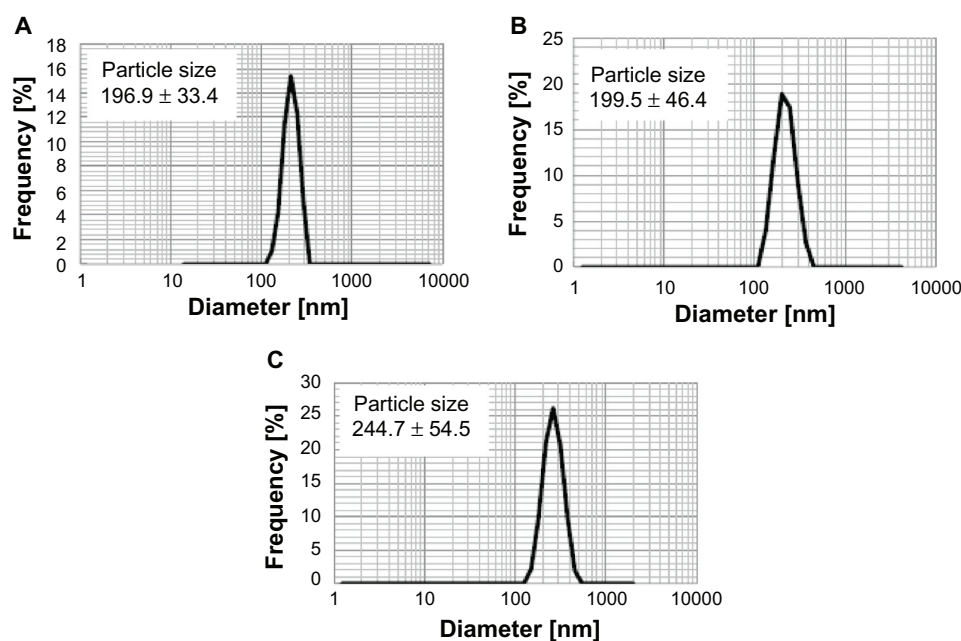 A
Frequency [%]
18
16
14
12
10
8
6
4
2
0
Particle size
196.9 ± 33.4
1 10 100 1000 10000
Diameter [nm]
B
Frequency [%]
25
20
15
10
5
0
Particle size
199.5 ± 46.4
1 10 100 1000 10000
Diameter [nm]
C
Frequency [%]
30
25
20
15
10
5
0
Particle size
244.7 ± 54.5
1 10 100 1000 10000
Diameter [nm]